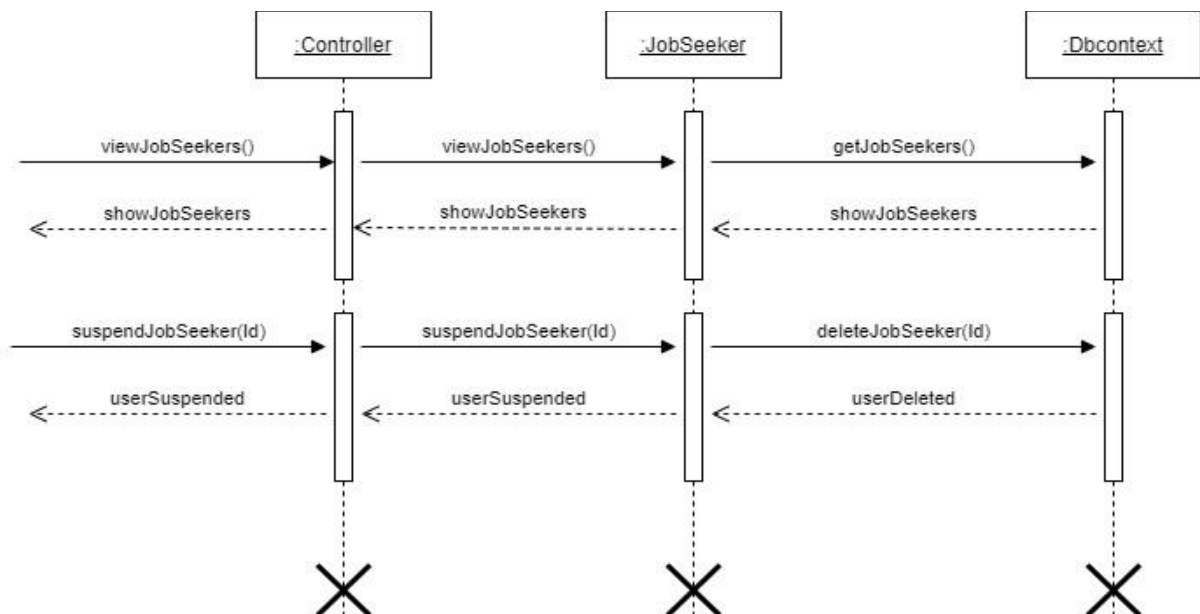 :Controller
:JobSeeker
:Dbcontext
viewJobSeekers()
viewJobSeekers()
getJobSeekers()
showJobSeekers
showJobSeekers
showJobSeekers
suspendJobSeeker(Id)
suspendJobSeeker(Id)
deleteJobSeeker(Id)
userSuspended
userSuspended
userDeleted